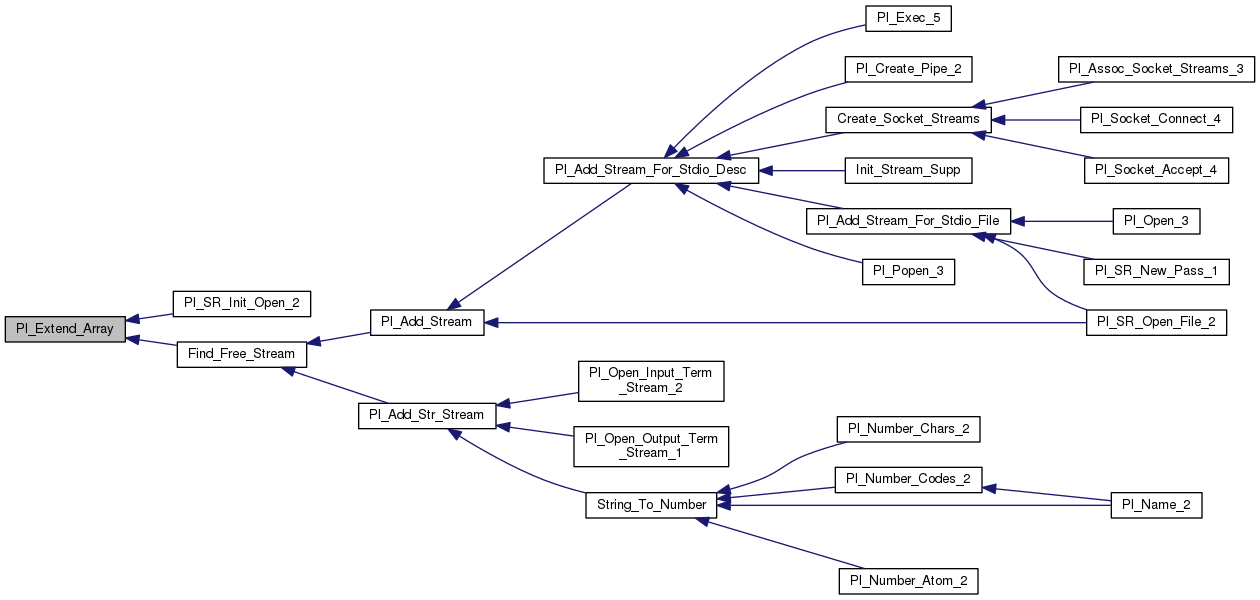 Pl_Exec_5
Pl_Create_Pipe_2
Pl_Assoc_Socket_Streams_3
Create_Socket_Streams
Pl_Socket_Connect_4
Pl_Add_Stream_For_Stdio_Desc
Init_Stream_Supp
Pl_Socket_Accept_4
Pl_Add_Stream_For_Stdio_File
Pl_Open_3
Pl_Popen_3
Pl_SR_New_Pass_1
Pl_SR_Init_Open_2
Pl_Extend_Array
Pl_Add_Stream
Pl_SR_Open_File_2
Find_Free_Stream
Pl_Open_Input_Term
_Stream_2
Pl_Add_Str_Stream
Pl_Open_Output_Term
_Stream_1
Pl_Number_Chars_2
Pl_Number_Codes_2
String_To_Number
Pl_Name_2
Pl_Number_Atom_2